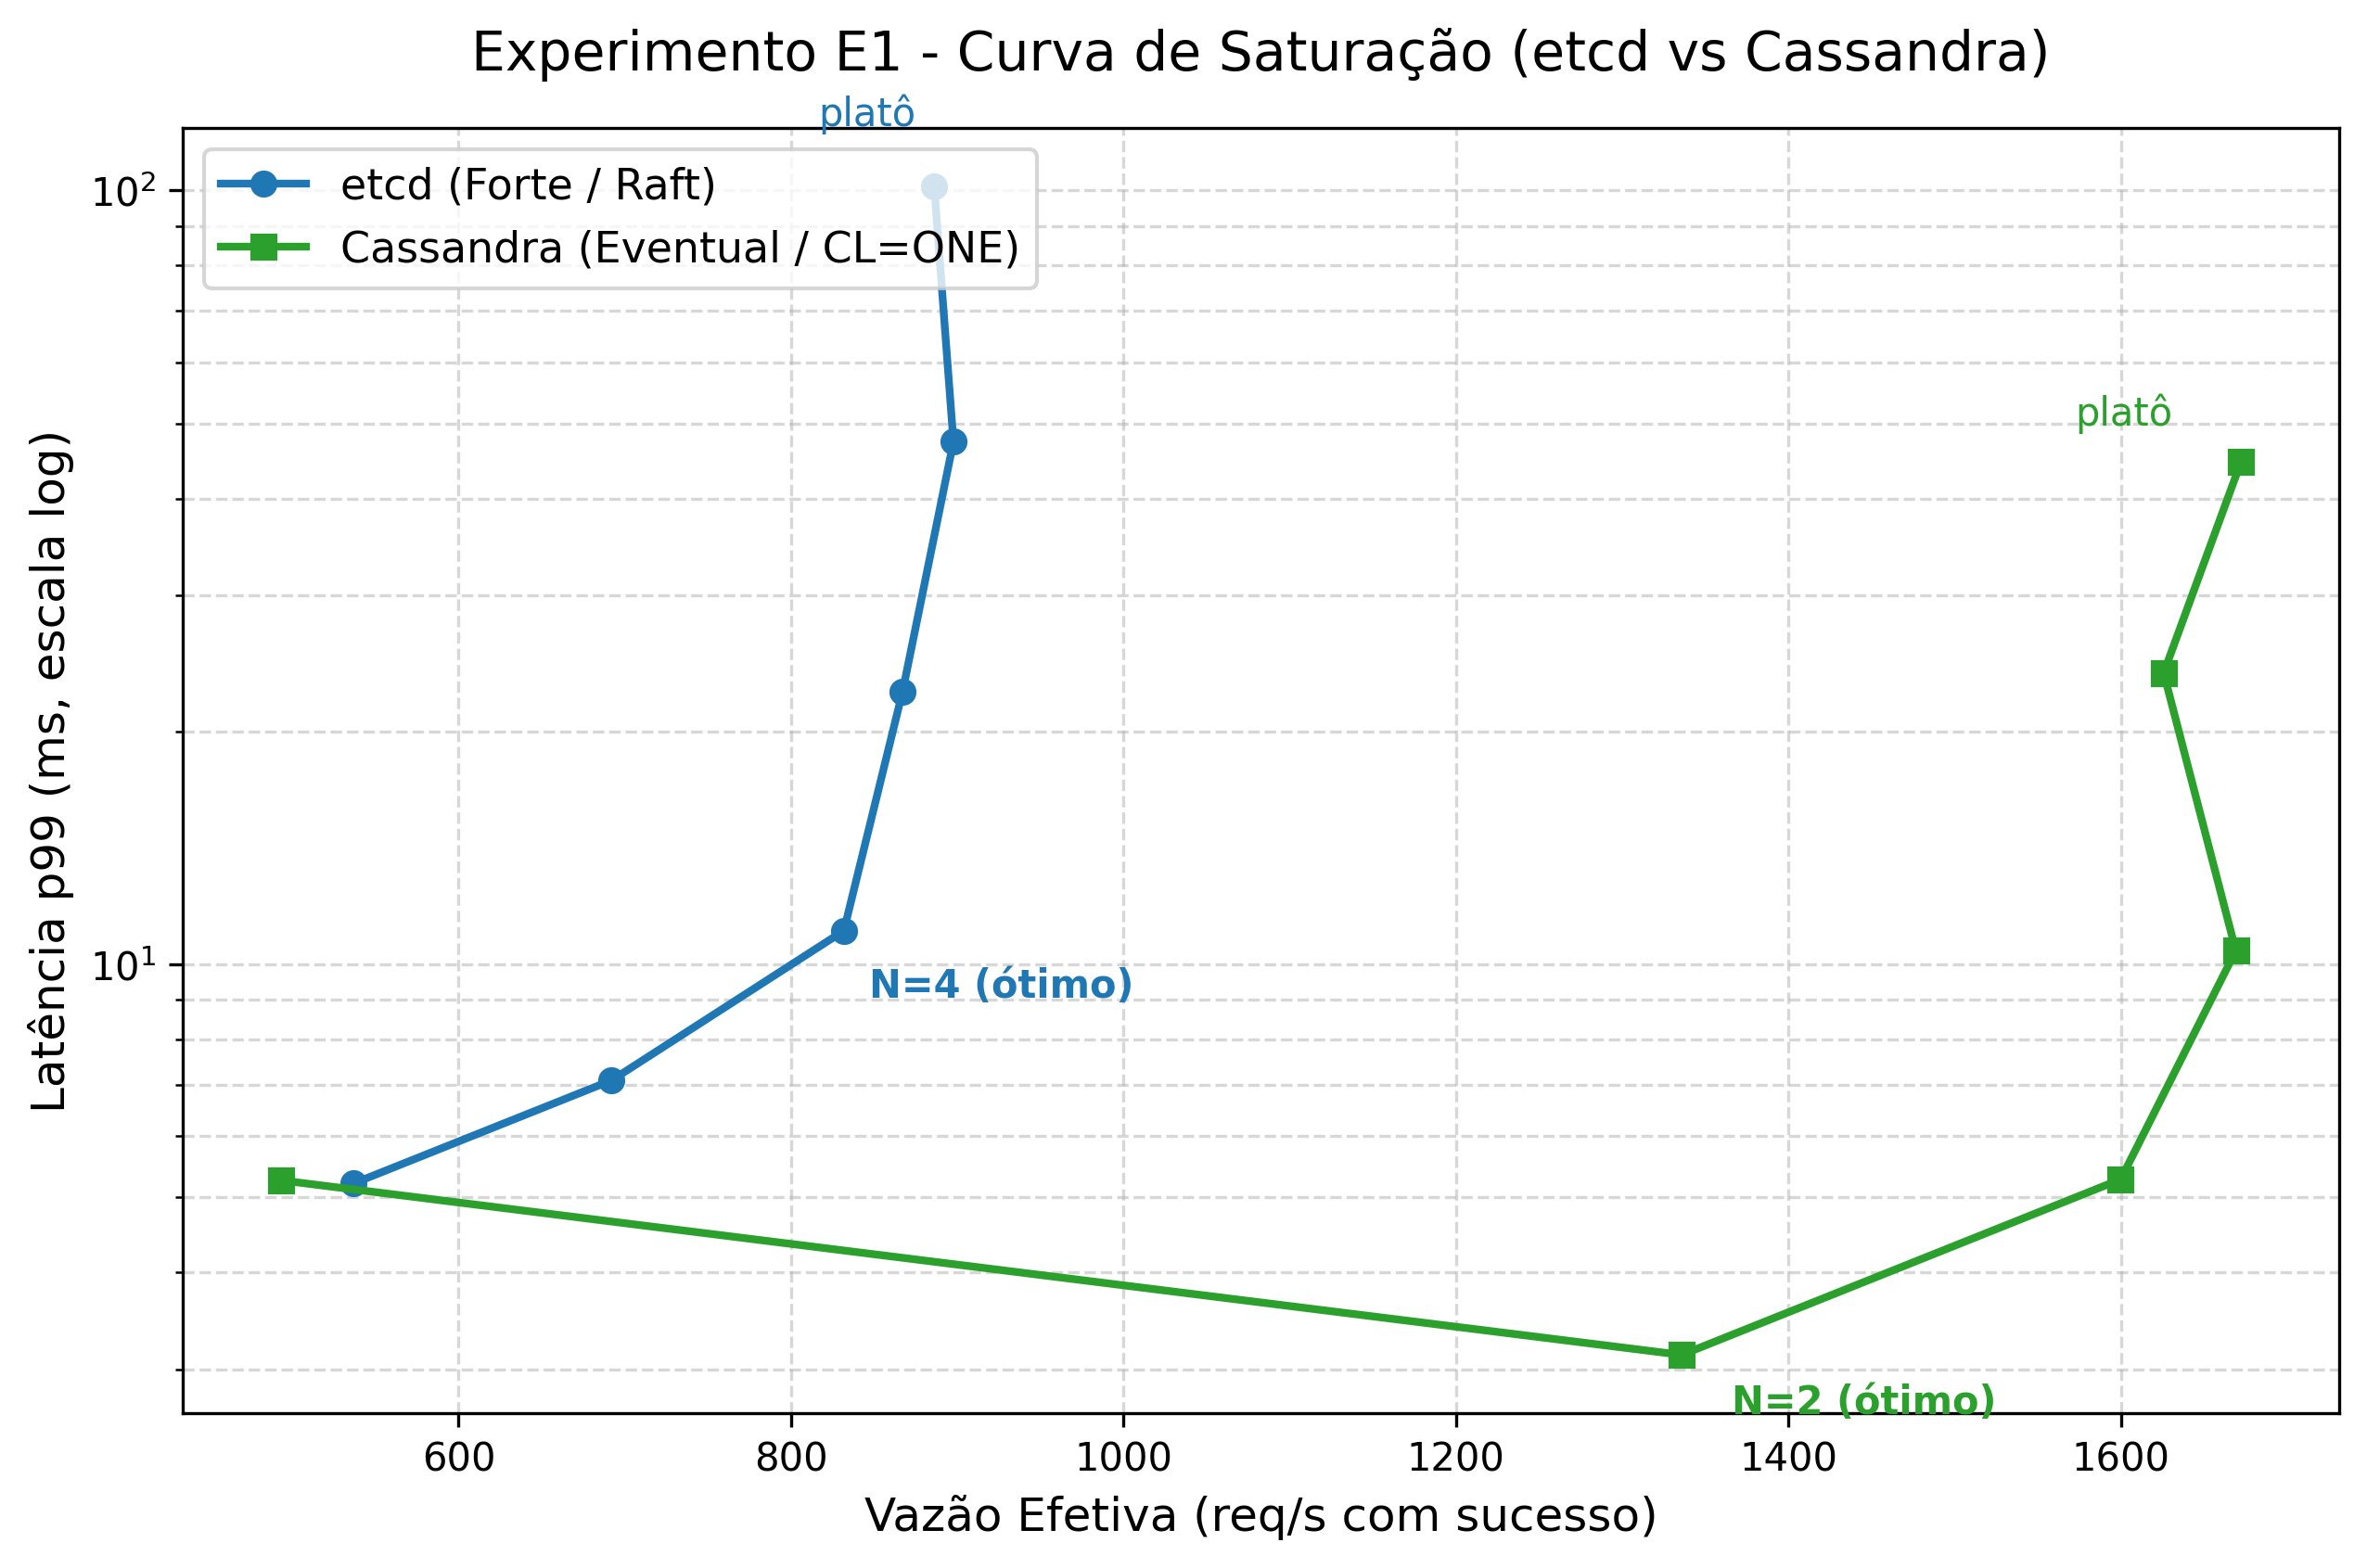 Experimento E1 - Curva de Saturação (etcd vs Cassandra)
platô
etcd (Forte / Raft)
Cassandra (Eventual / CL=ONE)
10²
platô
10¹
N=4 (ótimo)
N=2 (ótimo)
Latência p99 (ms, escala log)
600 800 1000 1200 1400 1600
Vazão Efetiva (req/s com sucesso)